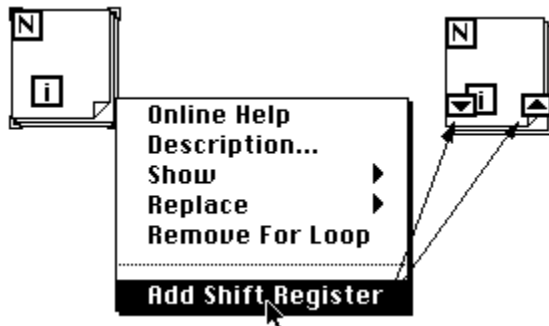 N
i
N
i
Online Help
Description...
Show
Replace
Remove For Loop
Add Shift Register